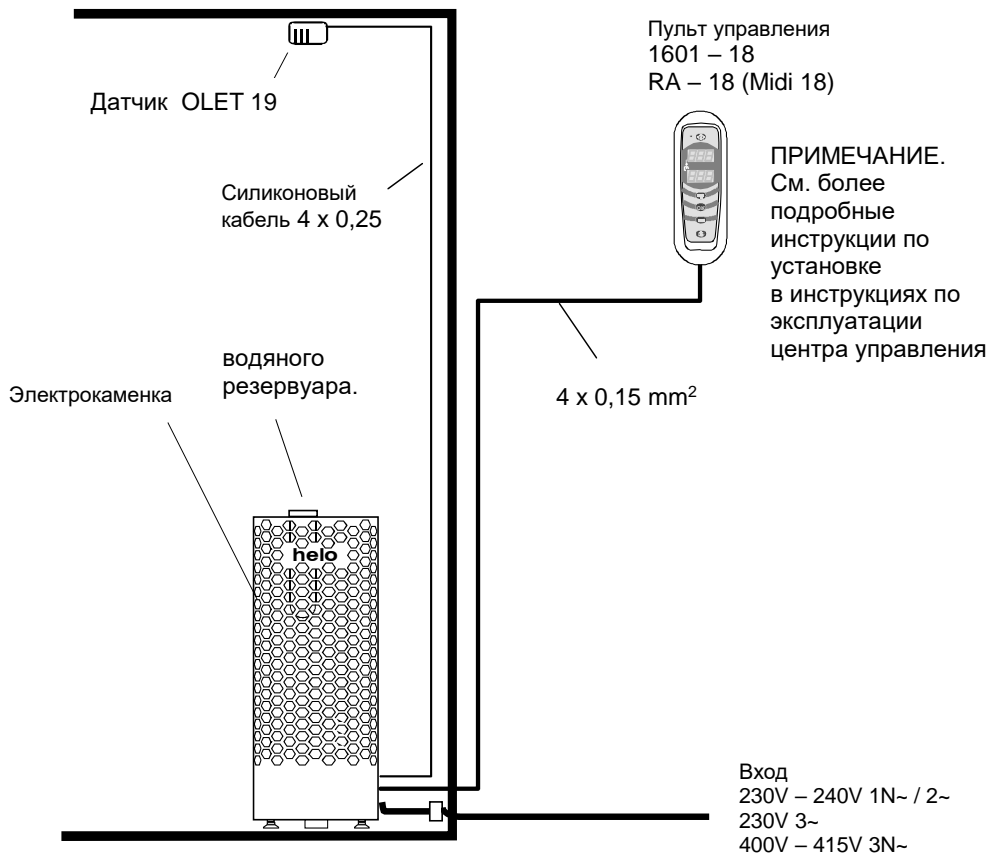 Пульт управления
1601 – 18
RA – 18 (Midi 18)
Датчик OLET 19
ПРИМЕЧАНИЕ.
См. более
подробные
инструкции по
установке
в инструкциях по
эксплуатации
центра управления
Силиконовый
кабель 4 x 0,25
водяного
резервуара.
Электрокаменка
4 x 0,15 mm²
helo
Вход
230V – 240V 1N~ / 2~
230V 3~
400V – 415V 3N~